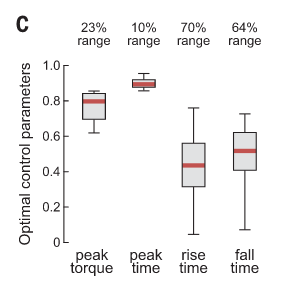 C
23% 10% 70% 64%
range range range range
Optimal control parameters
1.0
0.8
0.6
0.4
0.2
0
peak peak rise fall
torque time time time